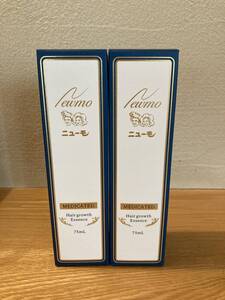 Newmo
ニューモ
MEDICATED
Hair growth
Essence
75mL
Newmo
ニューモ
MEDICATED
Hair growth
Essence
75mL